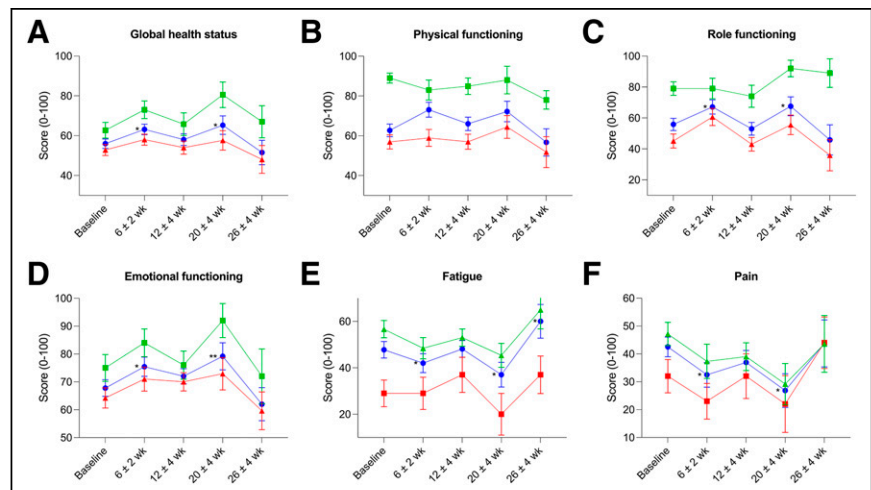 A
Global health status
Score (0-100)
100
80
60
40
Baseline
6 ± 2 wk
12 ± 4 wk
20 ± 4 wk
26 ± 4 wk
*
*
B
Physical functioning
Score (0-100)
100
80
60
40
Baseline
6 ± 2 wk
12 ± 4 wk
20 ± 4 wk
26 ± 4 wk
C
Role functioning
Score (0-100)
100
80
60
40
20
Baseline
6 ± 2 wk
12 ± 4 wk
20 ± 4 wk
26 ± 4 wk
*
*
D
Emotional functioning
Score (0-100)
100
90
80
70
60
50
Baseline
6 ± 2 wk
12 ± 4 wk
20 ± 4 wk
26 ± 4 wk
*
**
E
Fatigue
Score (0-100)
60
40
20
Baseline
6 ± 2 wk
12 ± 4 wk
20 ± 4 wk
26 ± 4 wk
*
*
*
F
Pain
Score (0-100)
60
50
40
30
20
10
Baseline
6 ± 2 wk
12 ± 4 wk
20 ± 4 wk
26 ± 4 wk
*
*